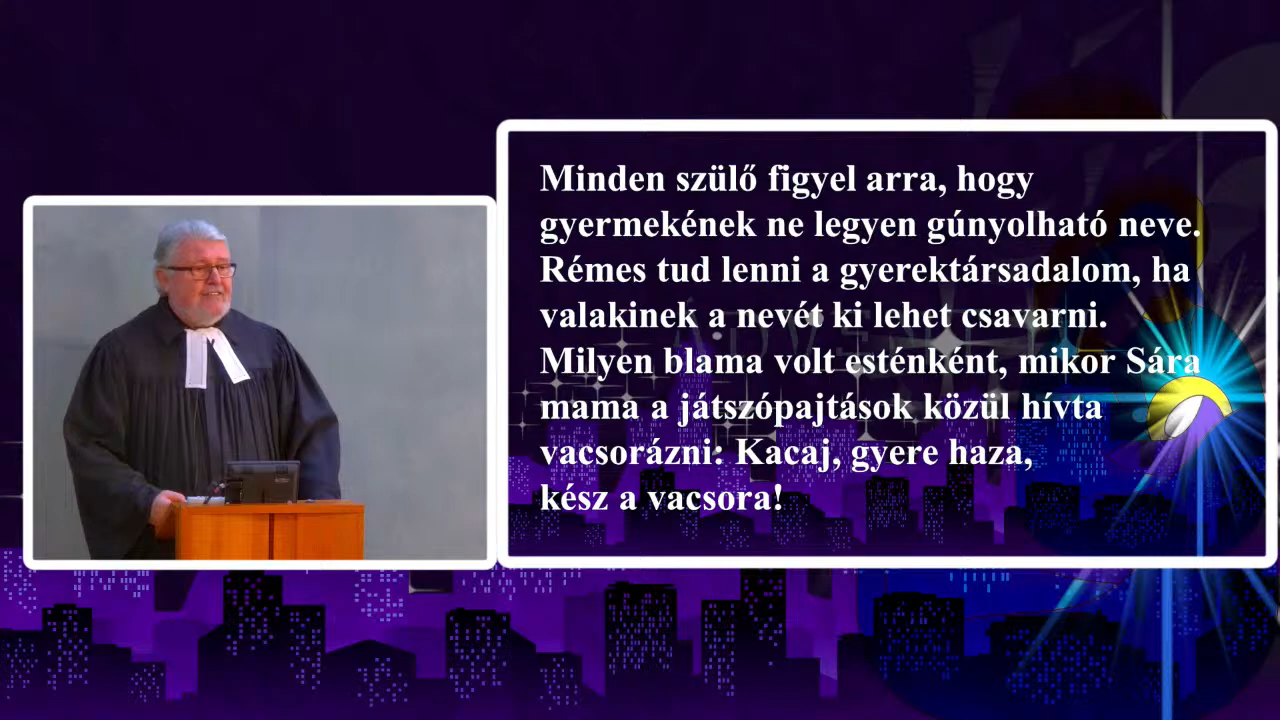 Minden szülő figyel arra, hogy
gyermekének ne legyen gúnyolható neve.
Rémes tud lenni a gyerektársadalom, ha
valakinek a nevét ki lehet csavarni.
Milyen blama volt esténként, mikor Sára
mama a játszópajtások közül hívta
vacsorázni: Kacaj, gyere haza,
kész a vacsora!